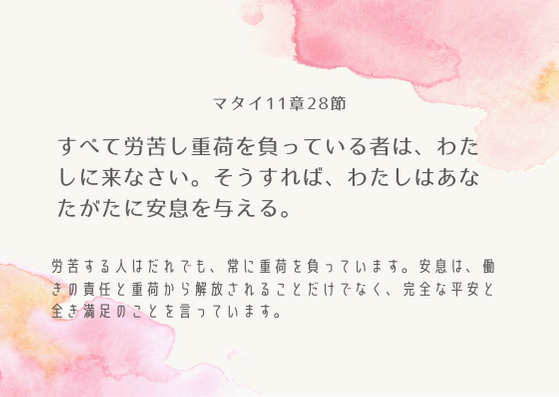 マタイ11章28節
すべて労苦し重荷を負っている者は、わた
しに来なさい。そうすれば、わたしはあな
たがたに安息を与える。
労苦する人はだれでも、常に重荷を負っています。安息は、働
きの責任と重荷から解放されることだけでなく、完全な平安と
全き満足のことを言っています。